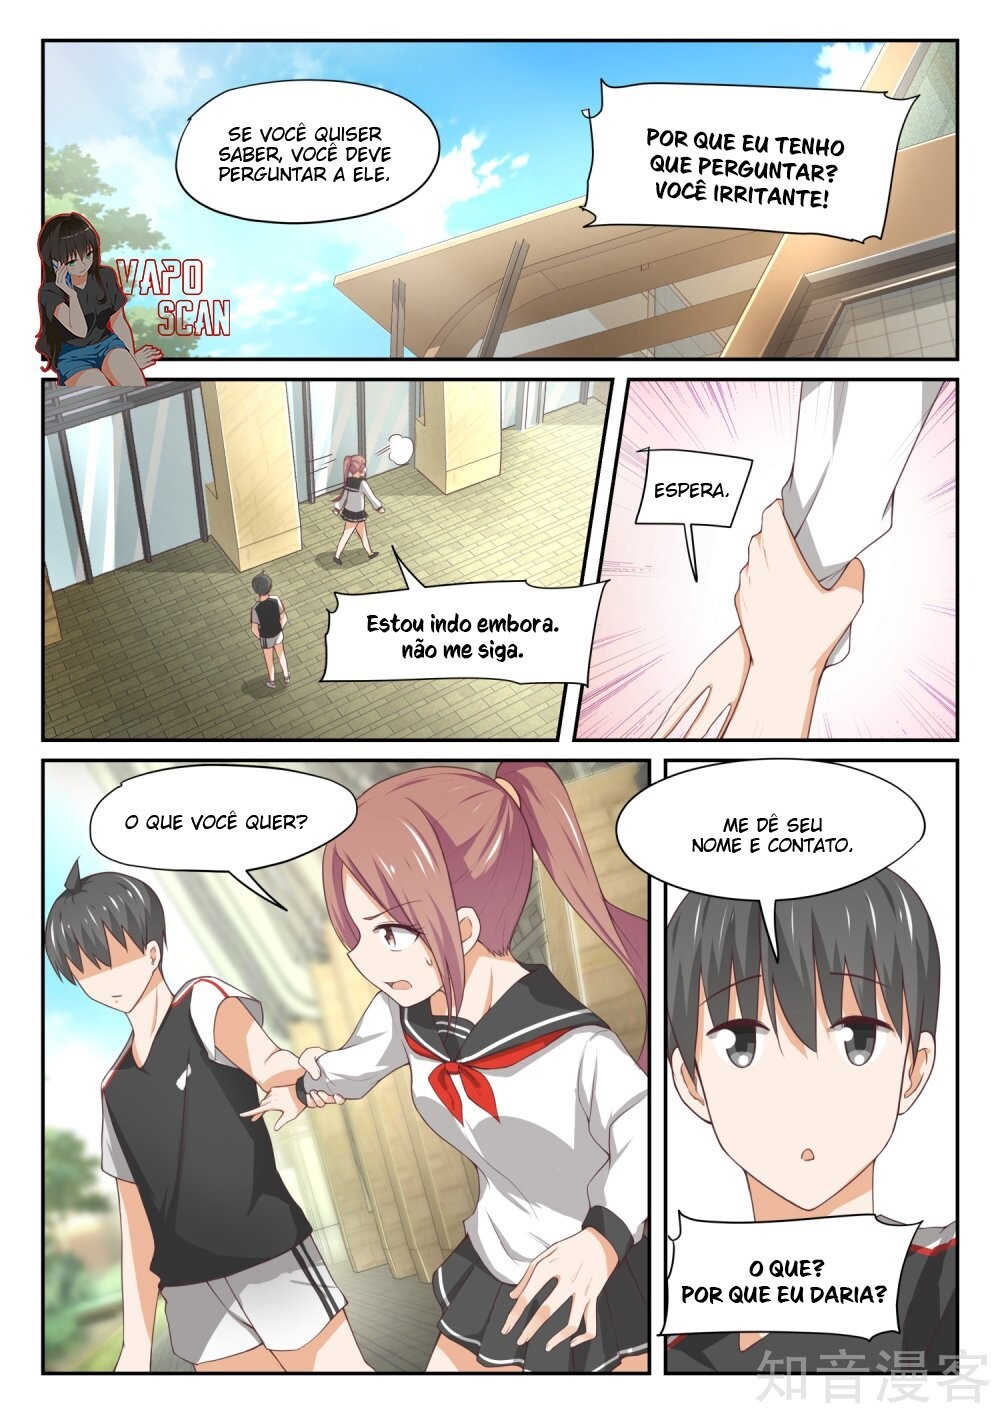 SE VOCÊ QUISER
SABER, VOCÊ DEVE
PERGUNTAR A ELE.
POR QUE EU TENHO
QUE PERGUNTAR?
VOCÊ IRRITANTE!
VAPO
SCAN
Estou indo embora.
não me siga.
ESPERA.
O QUE VOCÊ QUER?
ME DÊ SEU
NOME E CONTATO.
O QUE?
POR QUE EU DARIA?
知音漫客